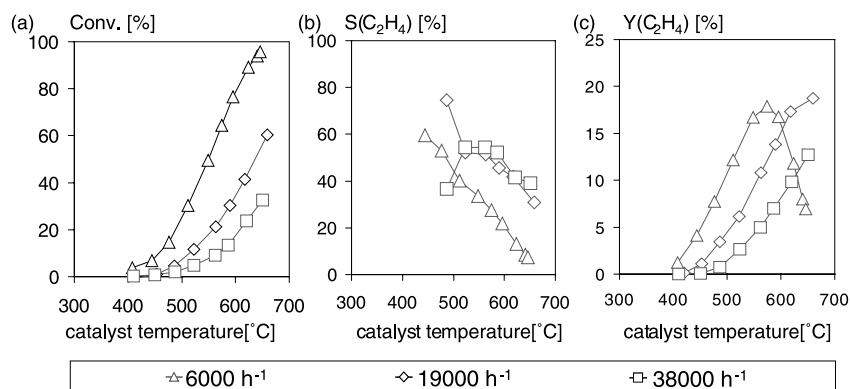 (a) Conv. [%]
100
80
60
40
20
0
300 400 500 600 700
catalyst temperature[˚C]
(b) S(C₂H₄) [%]
100
80
60
40
20
0
300 400 500 600 700
catalyst temperature[˚C]
(c) Y(C₂H₄) [%]
25
20
15
10
5
0
300 400 500 600 700
catalyst temperature[˚C]
6000 h⁻¹ 19000 h⁻¹ 38000 h⁻¹